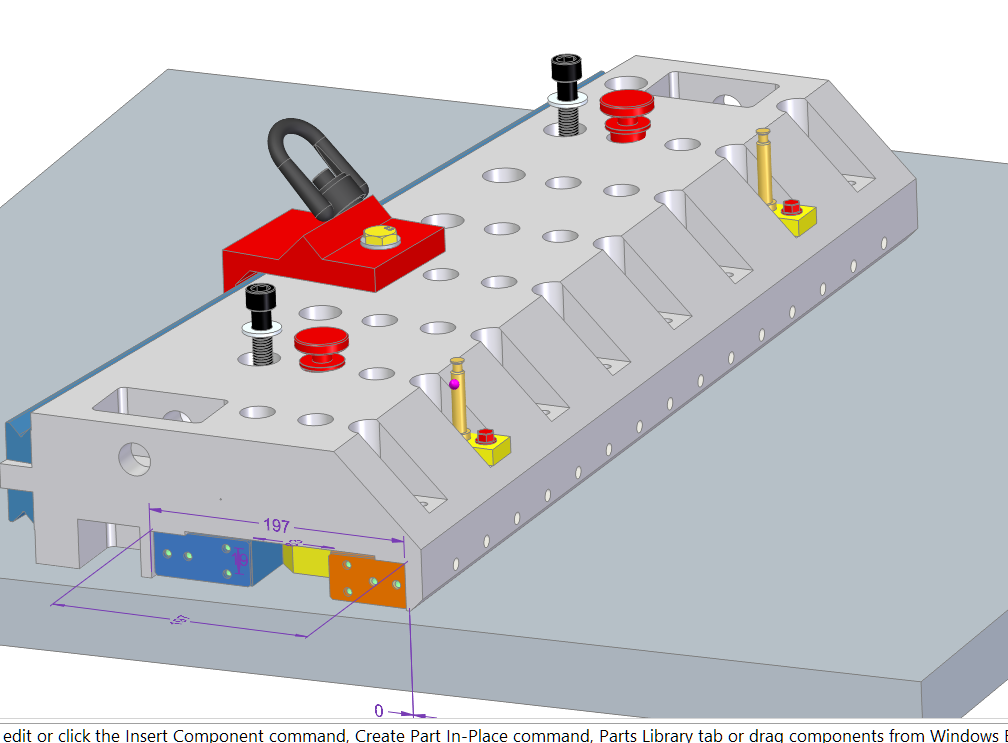 197
0
edit or click the Insert Component command, Create Part In-Place command, Parts Library tab or drag components from Windows